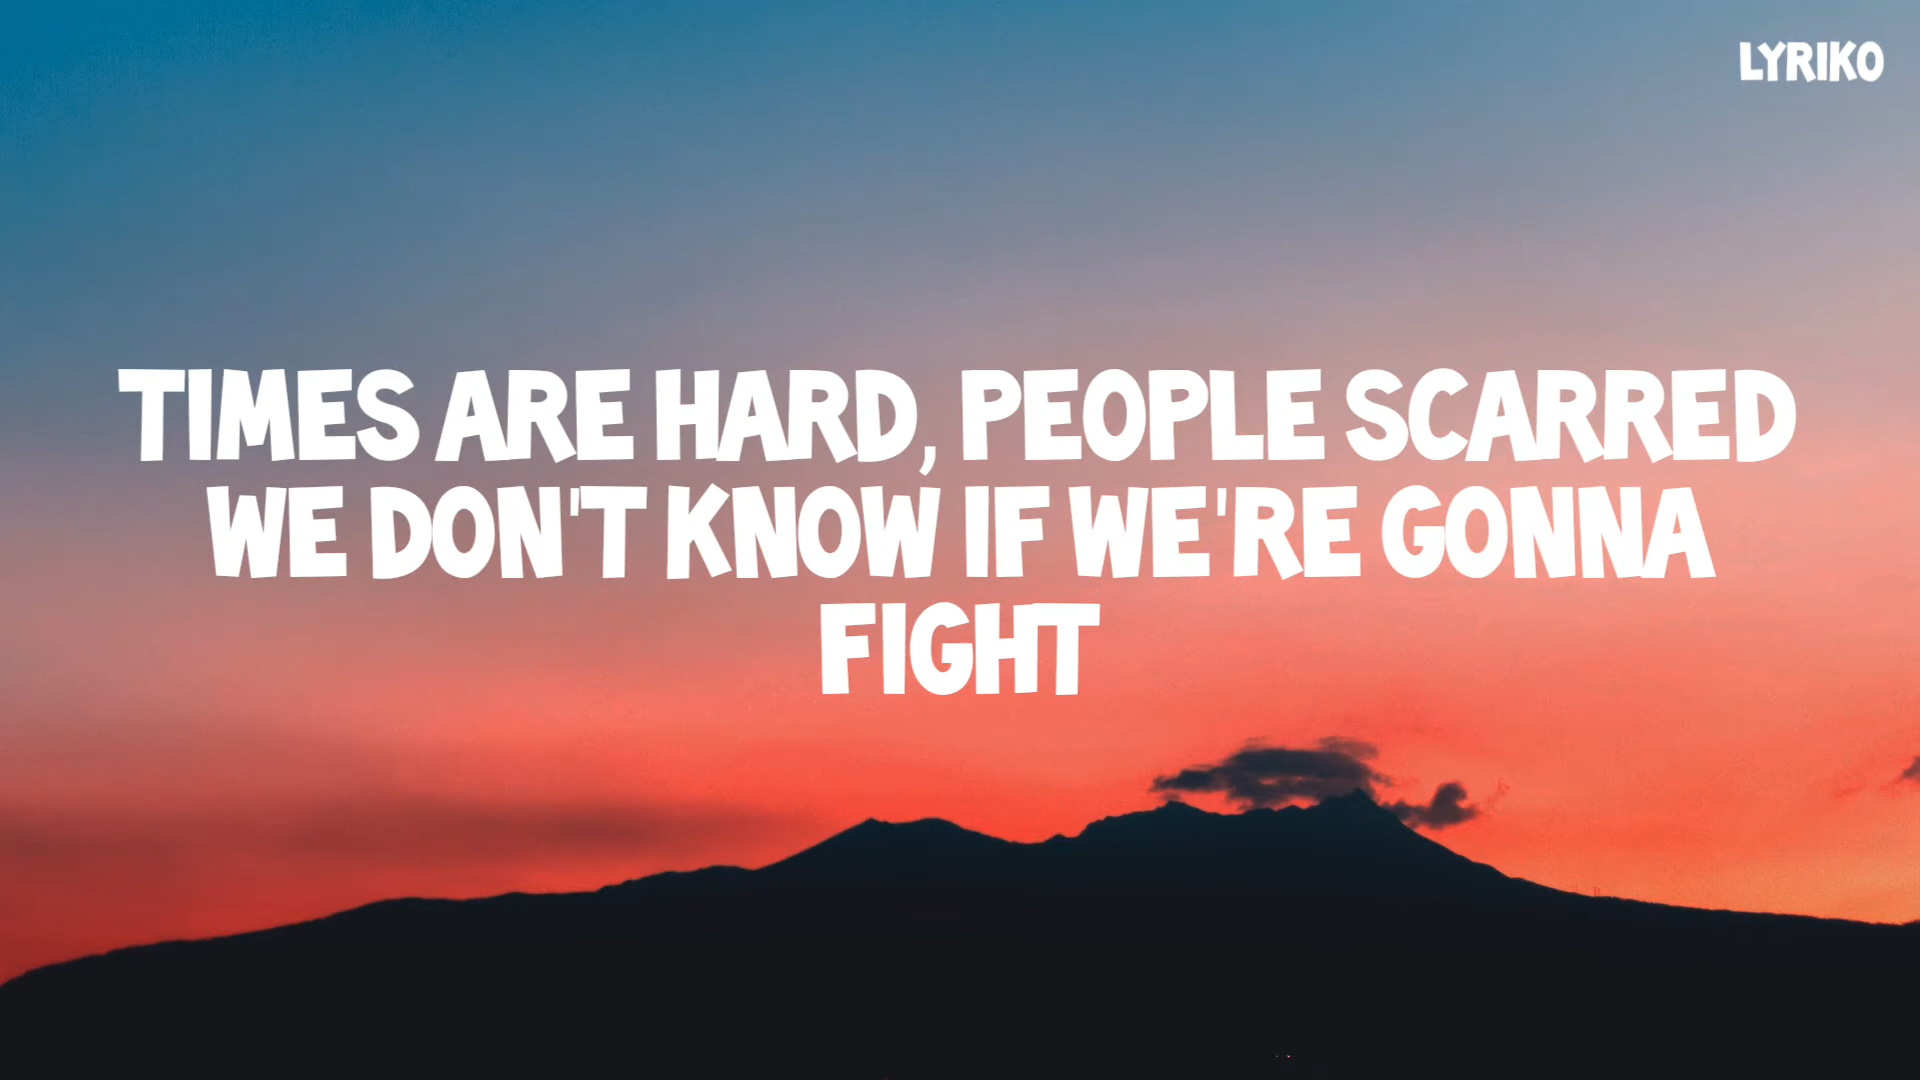 LYRIKO
TIMES ARE HARD, PEOPLE SCARRED
WE DON'T KNOW IF WE'RE GONNA
FIGHT